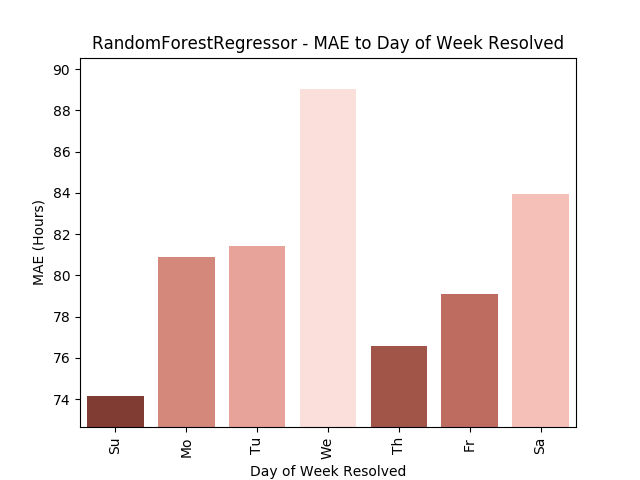 RandomForestRegressor - MAE to Day of Week Resolved
90
88
86
84
82
80
78
76
74
MAE (Hours)
Su
Mo
Tu
We
Th
Fr
Sa
Day of Week Resolved